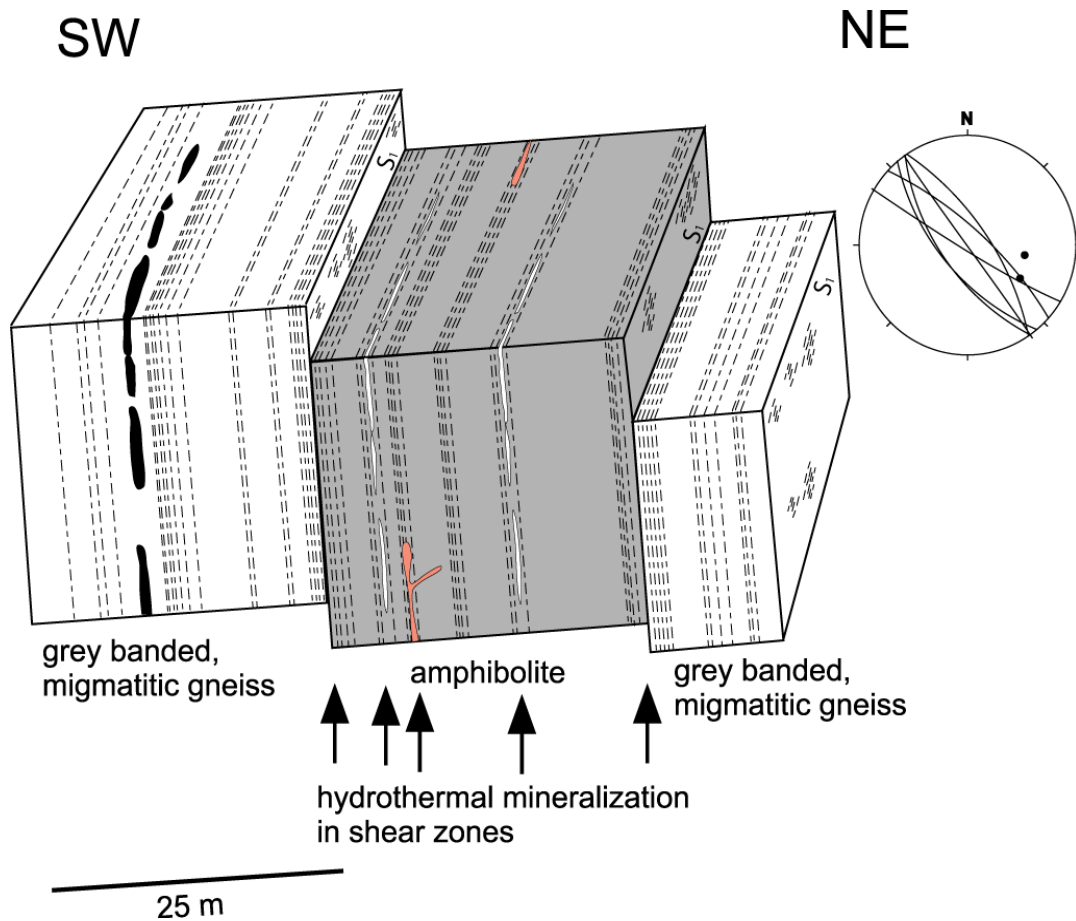 SW
NE
N
S1
S1
S1
grey banded,
migmatitic gneiss
amphibolite
grey banded,
migmatitic gneiss
hydrothermal mineralization
in shear zones
25 m